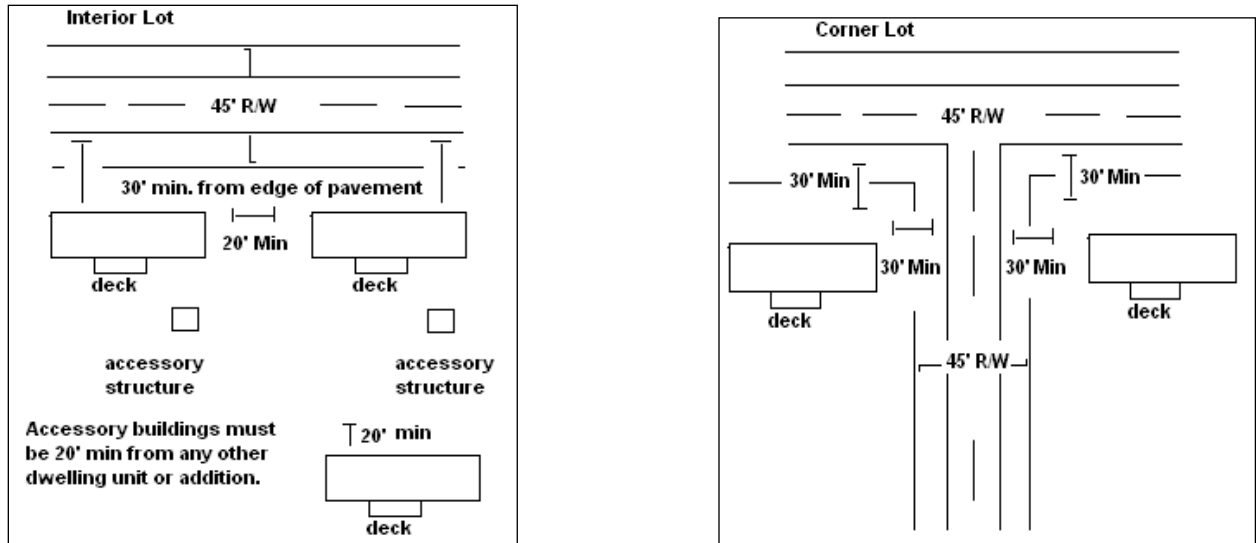 Interior Lot
45' R/W
30' min. from edge of pavement
20' Min
deck
deck
accessory
structure
accessory
structure
Accessory buildings must
be 20' min from any other
dwelling unit or addition.
20' min
deck
Corner Lot
45' R/W
30' Min
30' Min
30' Min
30' Min
deck
deck
45' R/W